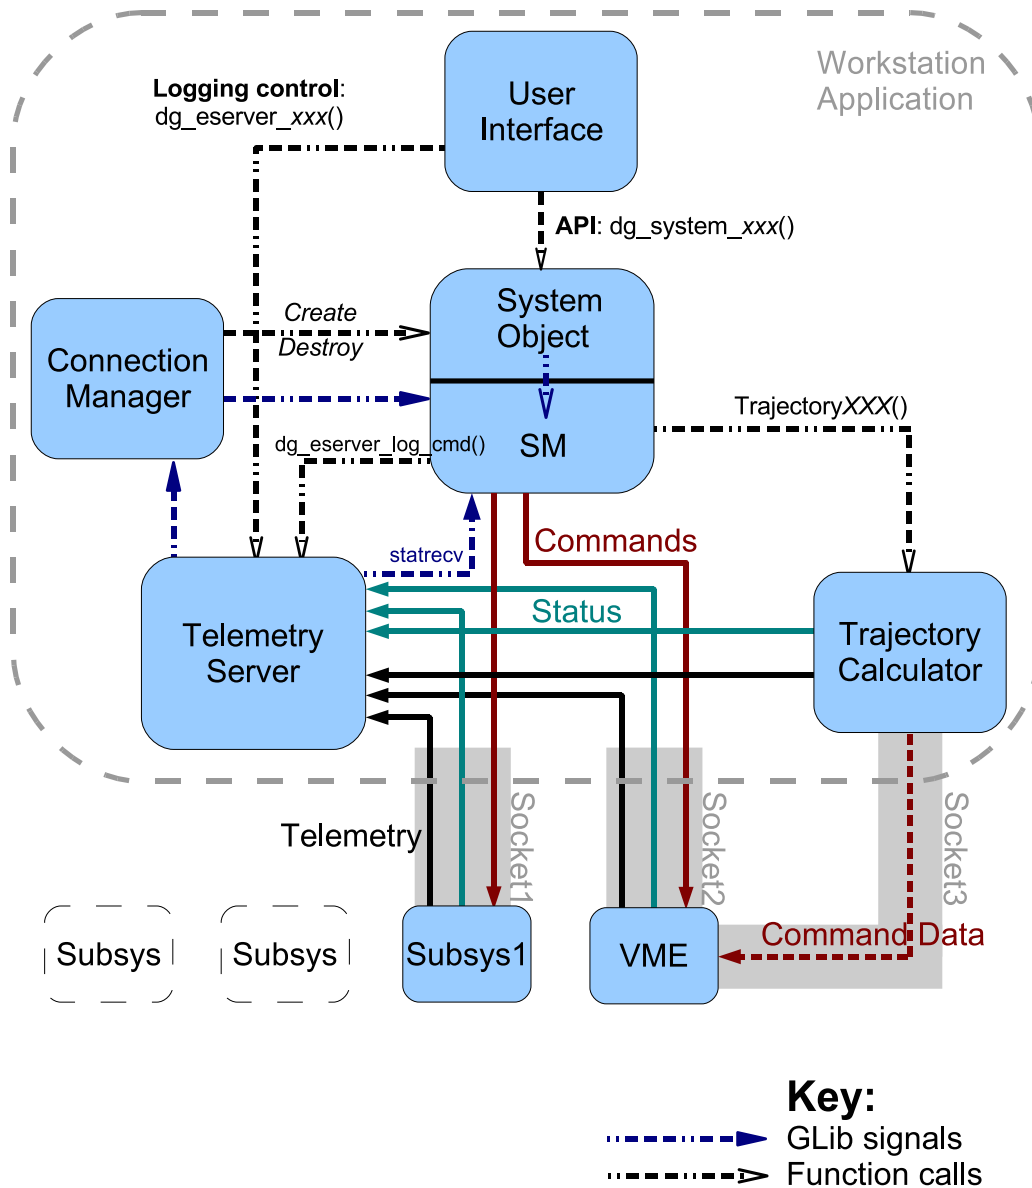 Workstation
Application
User
Interface
Logging control:
dg_eserver_xxx()
API: dg_system_xxx()
System
Object
Create
Destroy
Connection
Manager
SM
TrajectoryXXX()
dg_eserver_log_cmd()
Commands
statrecv
Status
Telemetry
Server
Trajectory
Calculator
Telemetry
Socket1
Socket2
Socket3
Subsys
Subsys
Subsys1
VME
Command Data
Key:
GLib signals
Function calls